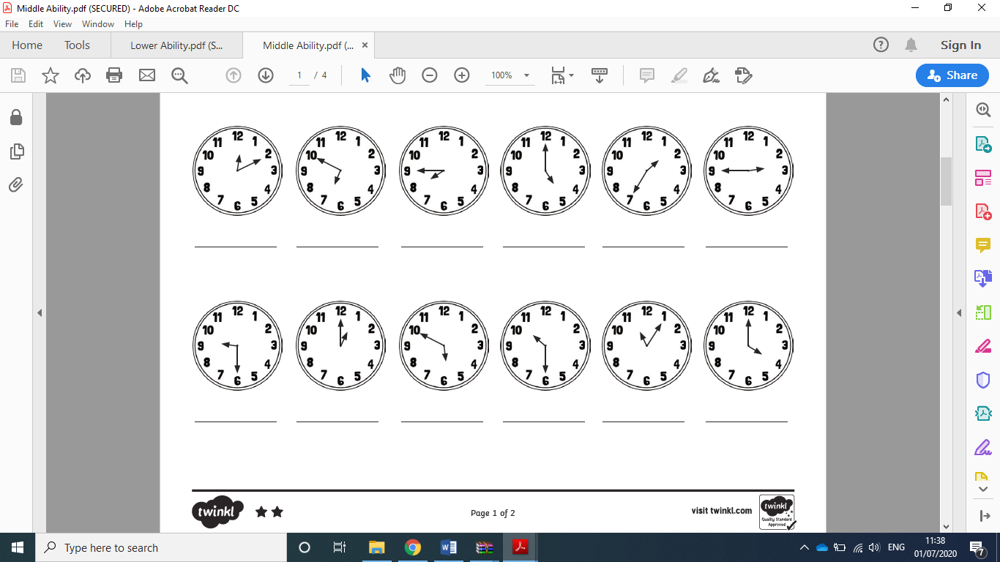 Middle Ability.pdf (SECURED) - Adobe Acrobat Reader DC
File Edit View Window Help
Home Tools Lower Ability.pdf (S... Middle Ability.pdf (... × Sign In
1 / 4 100% Share
12 1 2 3 4 5 6 7 8 9 10 11
12 1 2 3 4 5 6 7 8 9 10 11
12 1 2 3 4 5 6 7 8 9 10 11
12 1 2 3 4 5 6 7 8 9 10 11
12 1 2 3 4 5 6 7 8 9 10 11
12 1 2 3 4 5 6 7 8 9 10 11
12 1 2 3 4 5 6 7 8 9 10 11
12 1 2 3 4 5 6 7 8 9 10 11
12 1 2 3 4 5 6 7 8 9 10 11
12 1 2 3 4 5 6 7 8 9 10 11
12 1 2 3 4 5 6 7 8 9 10 11
12 1 2 3 4 5 6 7 8 9 10 11
twinkl
Page 1 of 2
visit twinkl.com
twinkl
Quality Standard
Approved
Type here to search
ENG
11:38
01/07/2020
7